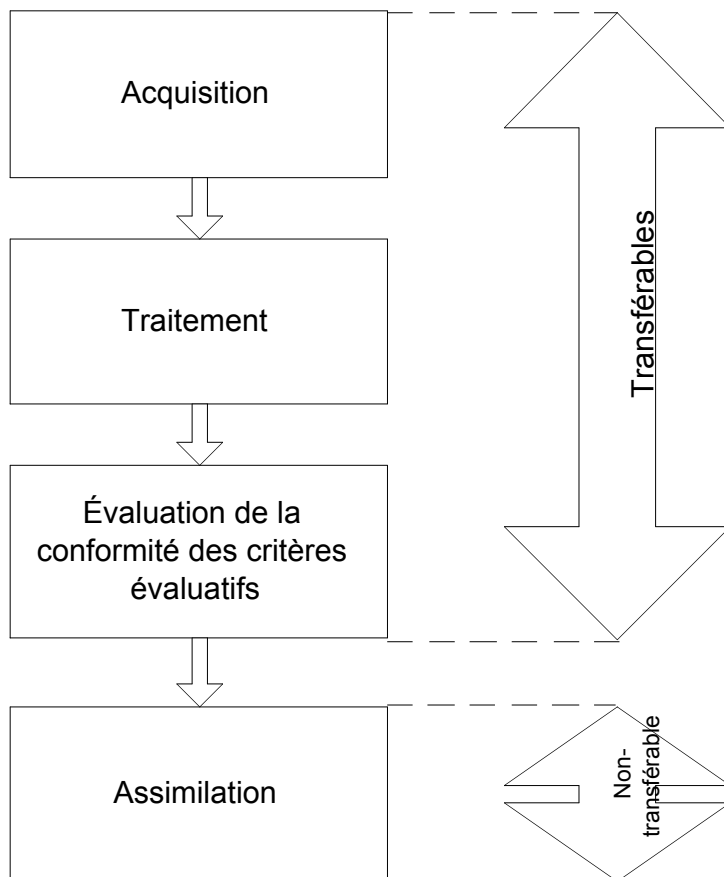 Acquisition
Transférables
Traitement
Évaluation de la
conformité des critères
évaluatifs
Assimilation
Non-
transférable